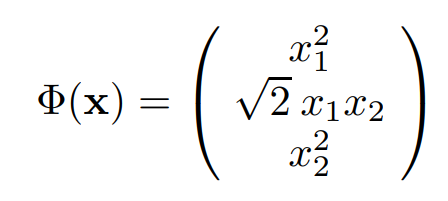 Φ(x) = ( x₁²
√2 x₁x₂
x₂² )